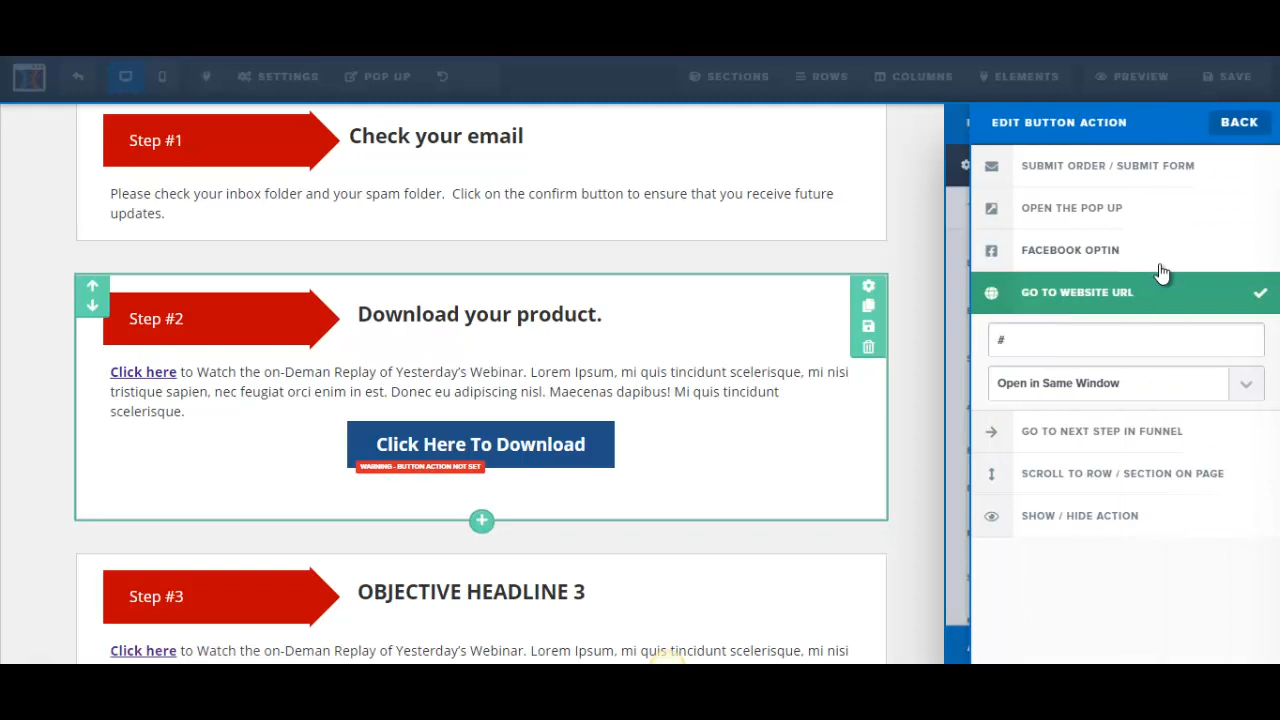 SETTINGS
POP UP
SECTIONS
ROWS
COLUMNS
ELEMENTS
PREVIEW
SAVE
Step #1
Check your email
Please check your inbox folder and your spam folder.  Click on the confirm button to ensure that you receive future
updates.
Step #2
Download your product.
Click here to Watch the on-Deman Replay of Yesterday's Webinar. Lorem Ipsum, mi quis tincidunt scelerisque, mi nisi
tristique sapien, nec feugiat orci enim in est. Donec eu adipiscing nisl. Maecenas dapibus! Mi quis tincidunt
scelerisque.
Click Here To Download
WARNING - BUTTON ACTION NOT SET
Step #3
OBJECTIVE HEADLINE 3
Click here to Watch the on-Deman Replay of Yesterday's Webinar. Lorem Ipsum, mi quis tincidunt scelerisque, mi nisi
EDIT BUTTON ACTION
BACK
SUBMIT ORDER / SUBMIT FORM
OPEN THE POP UP
FACEBOOK OPTIN
GO TO WEBSITE URL
#
Open in Same Window
GO TO NEXT STEP IN FUNNEL
SCROLL TO ROW / SECTION ON PAGE
SHOW / HIDE ACTION